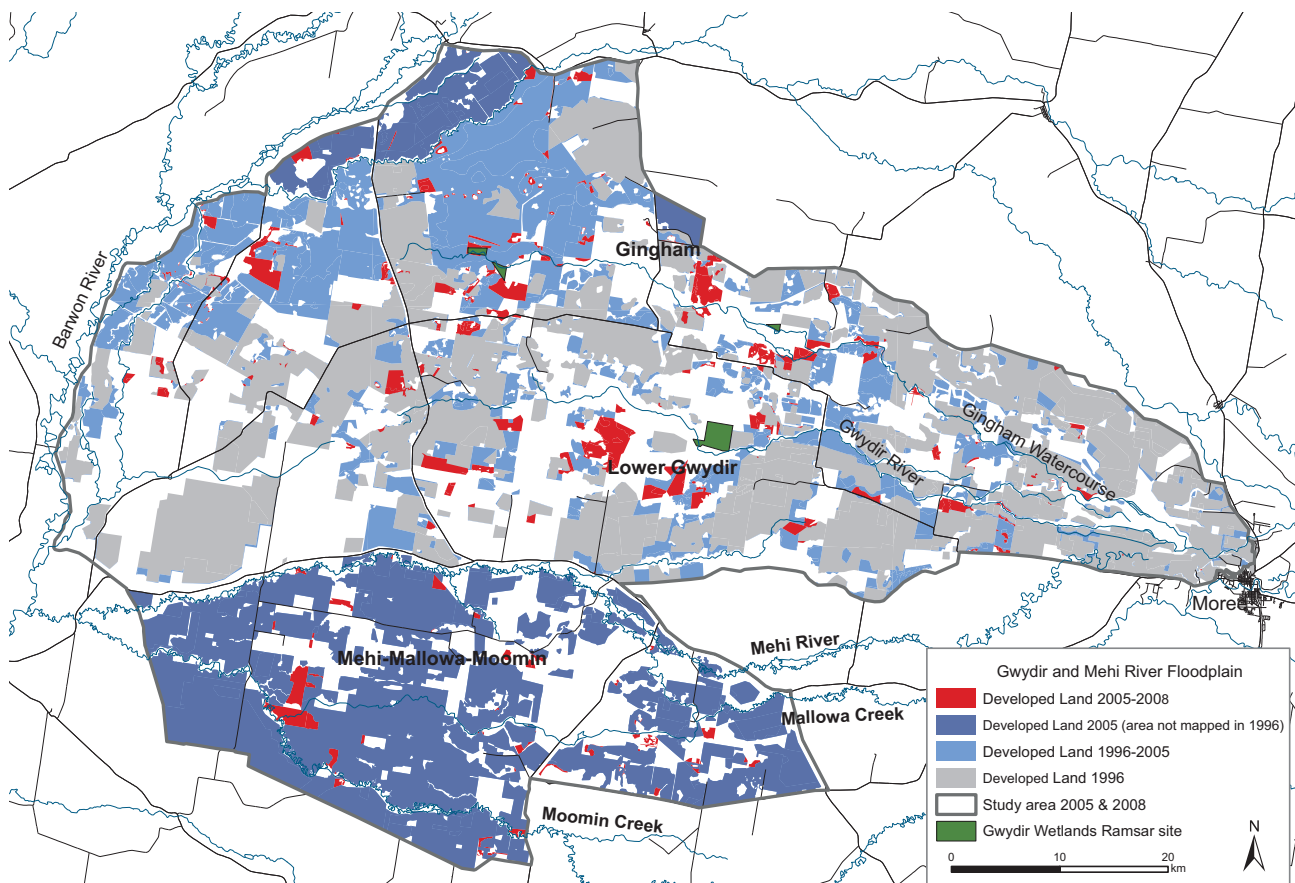 Gingham
Barwon River
Gingham Watercourse
Gwydir River
Lower Gwydir
Moree
Mehi River
Mehi-Mallowa-Moomin
Mallowa Creek
Moomin Creek
Gwydir and Mehi River Floodplain
Developed Land 2005-2008
Developed Land 2005 (area not mapped in 1996)
Developed Land 1996-2005
Developed Land 1996
Study area 2005 & 2008
Gwydir Wetlands Ramsar site
N
0 10 20
km